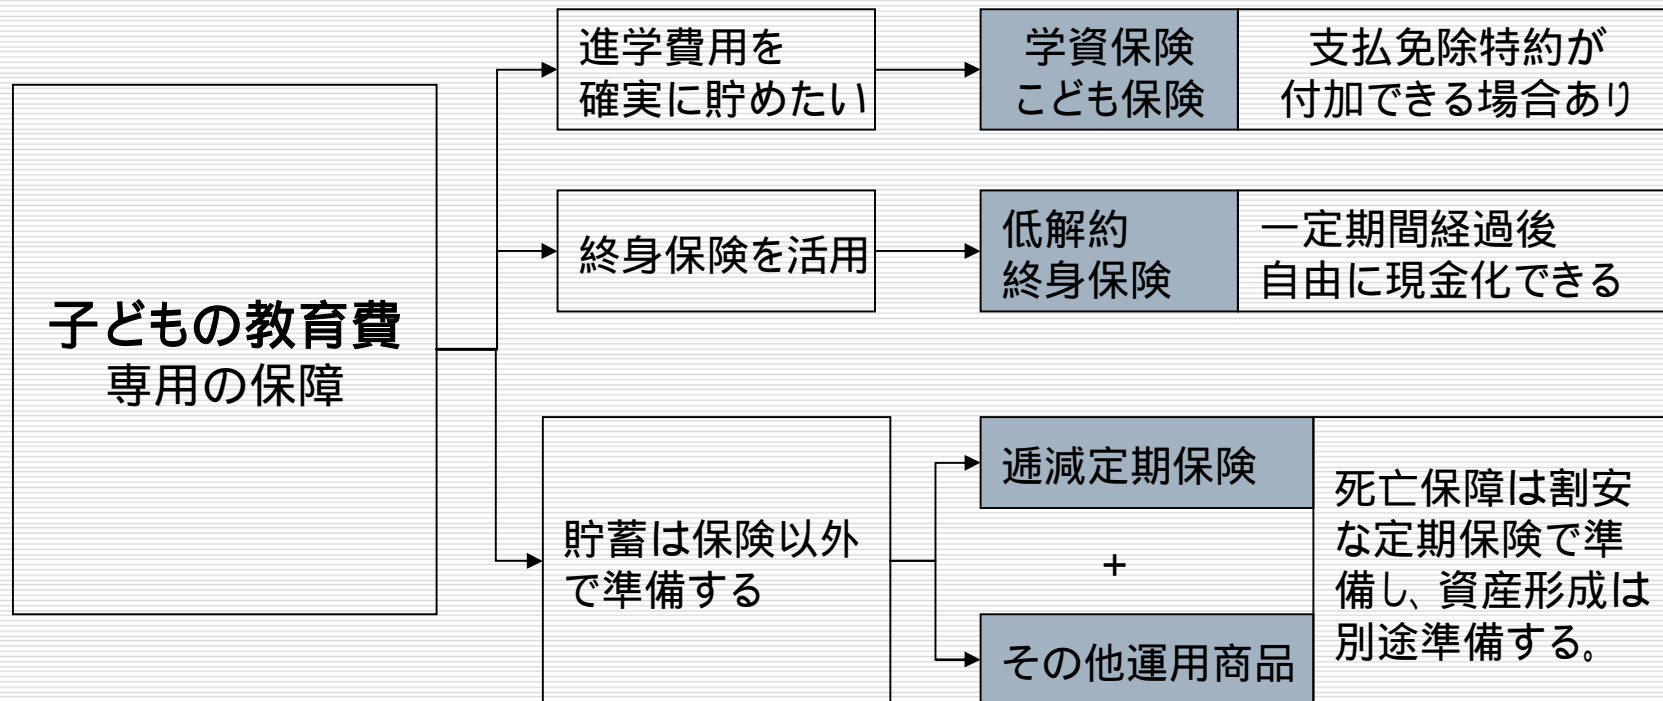 子どもの教育費
専用の保障
進学費用を
確実に貯めたい
学資保険
こども保険
支払免除特約が
付加できる場合あり
終身保険を活用
低解約
終身保険
一定期間経過後
自由に現金化できる
貯蓄は保険以外
で準備する
逓減定期保険
+
その他運用商品
死亡保障は割安
な定期保険で準
備し、資産形成は
別途準備する。